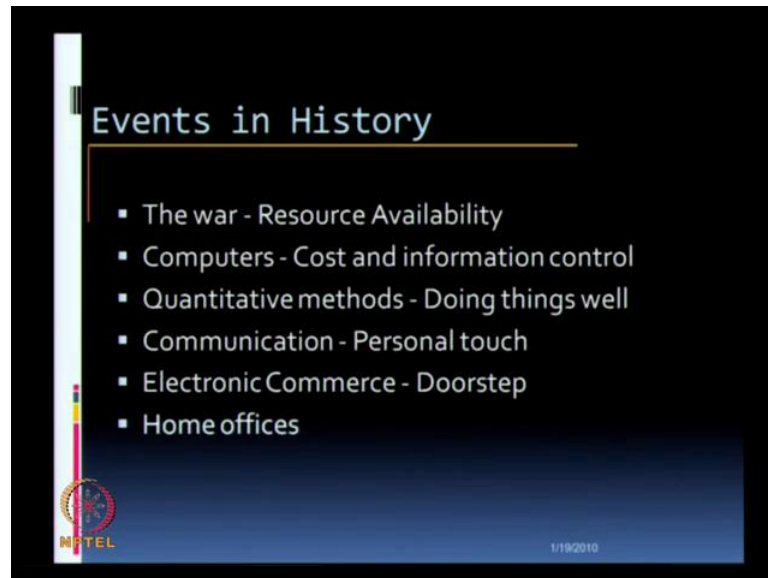 Events in History
▪ The war - Resource Availability
▪ Computers - Cost and information control
▪ Quantitative methods - Doing things well
▪ Communication - Personal touch
▪ Electronic Commerce - Doorstep
▪ Home offices
NPTEL
1/19/2010